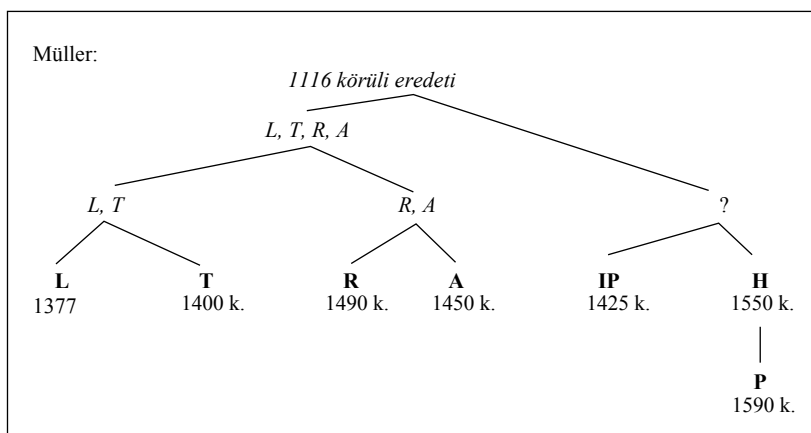 Müller:
1116 körüli eredeti
L, T, R, A
L, T R, A ?
L T R A IP H
1377 1400 k. 1490 k. 1450 k. 1425 k. 1550 k.
P
1590 k.